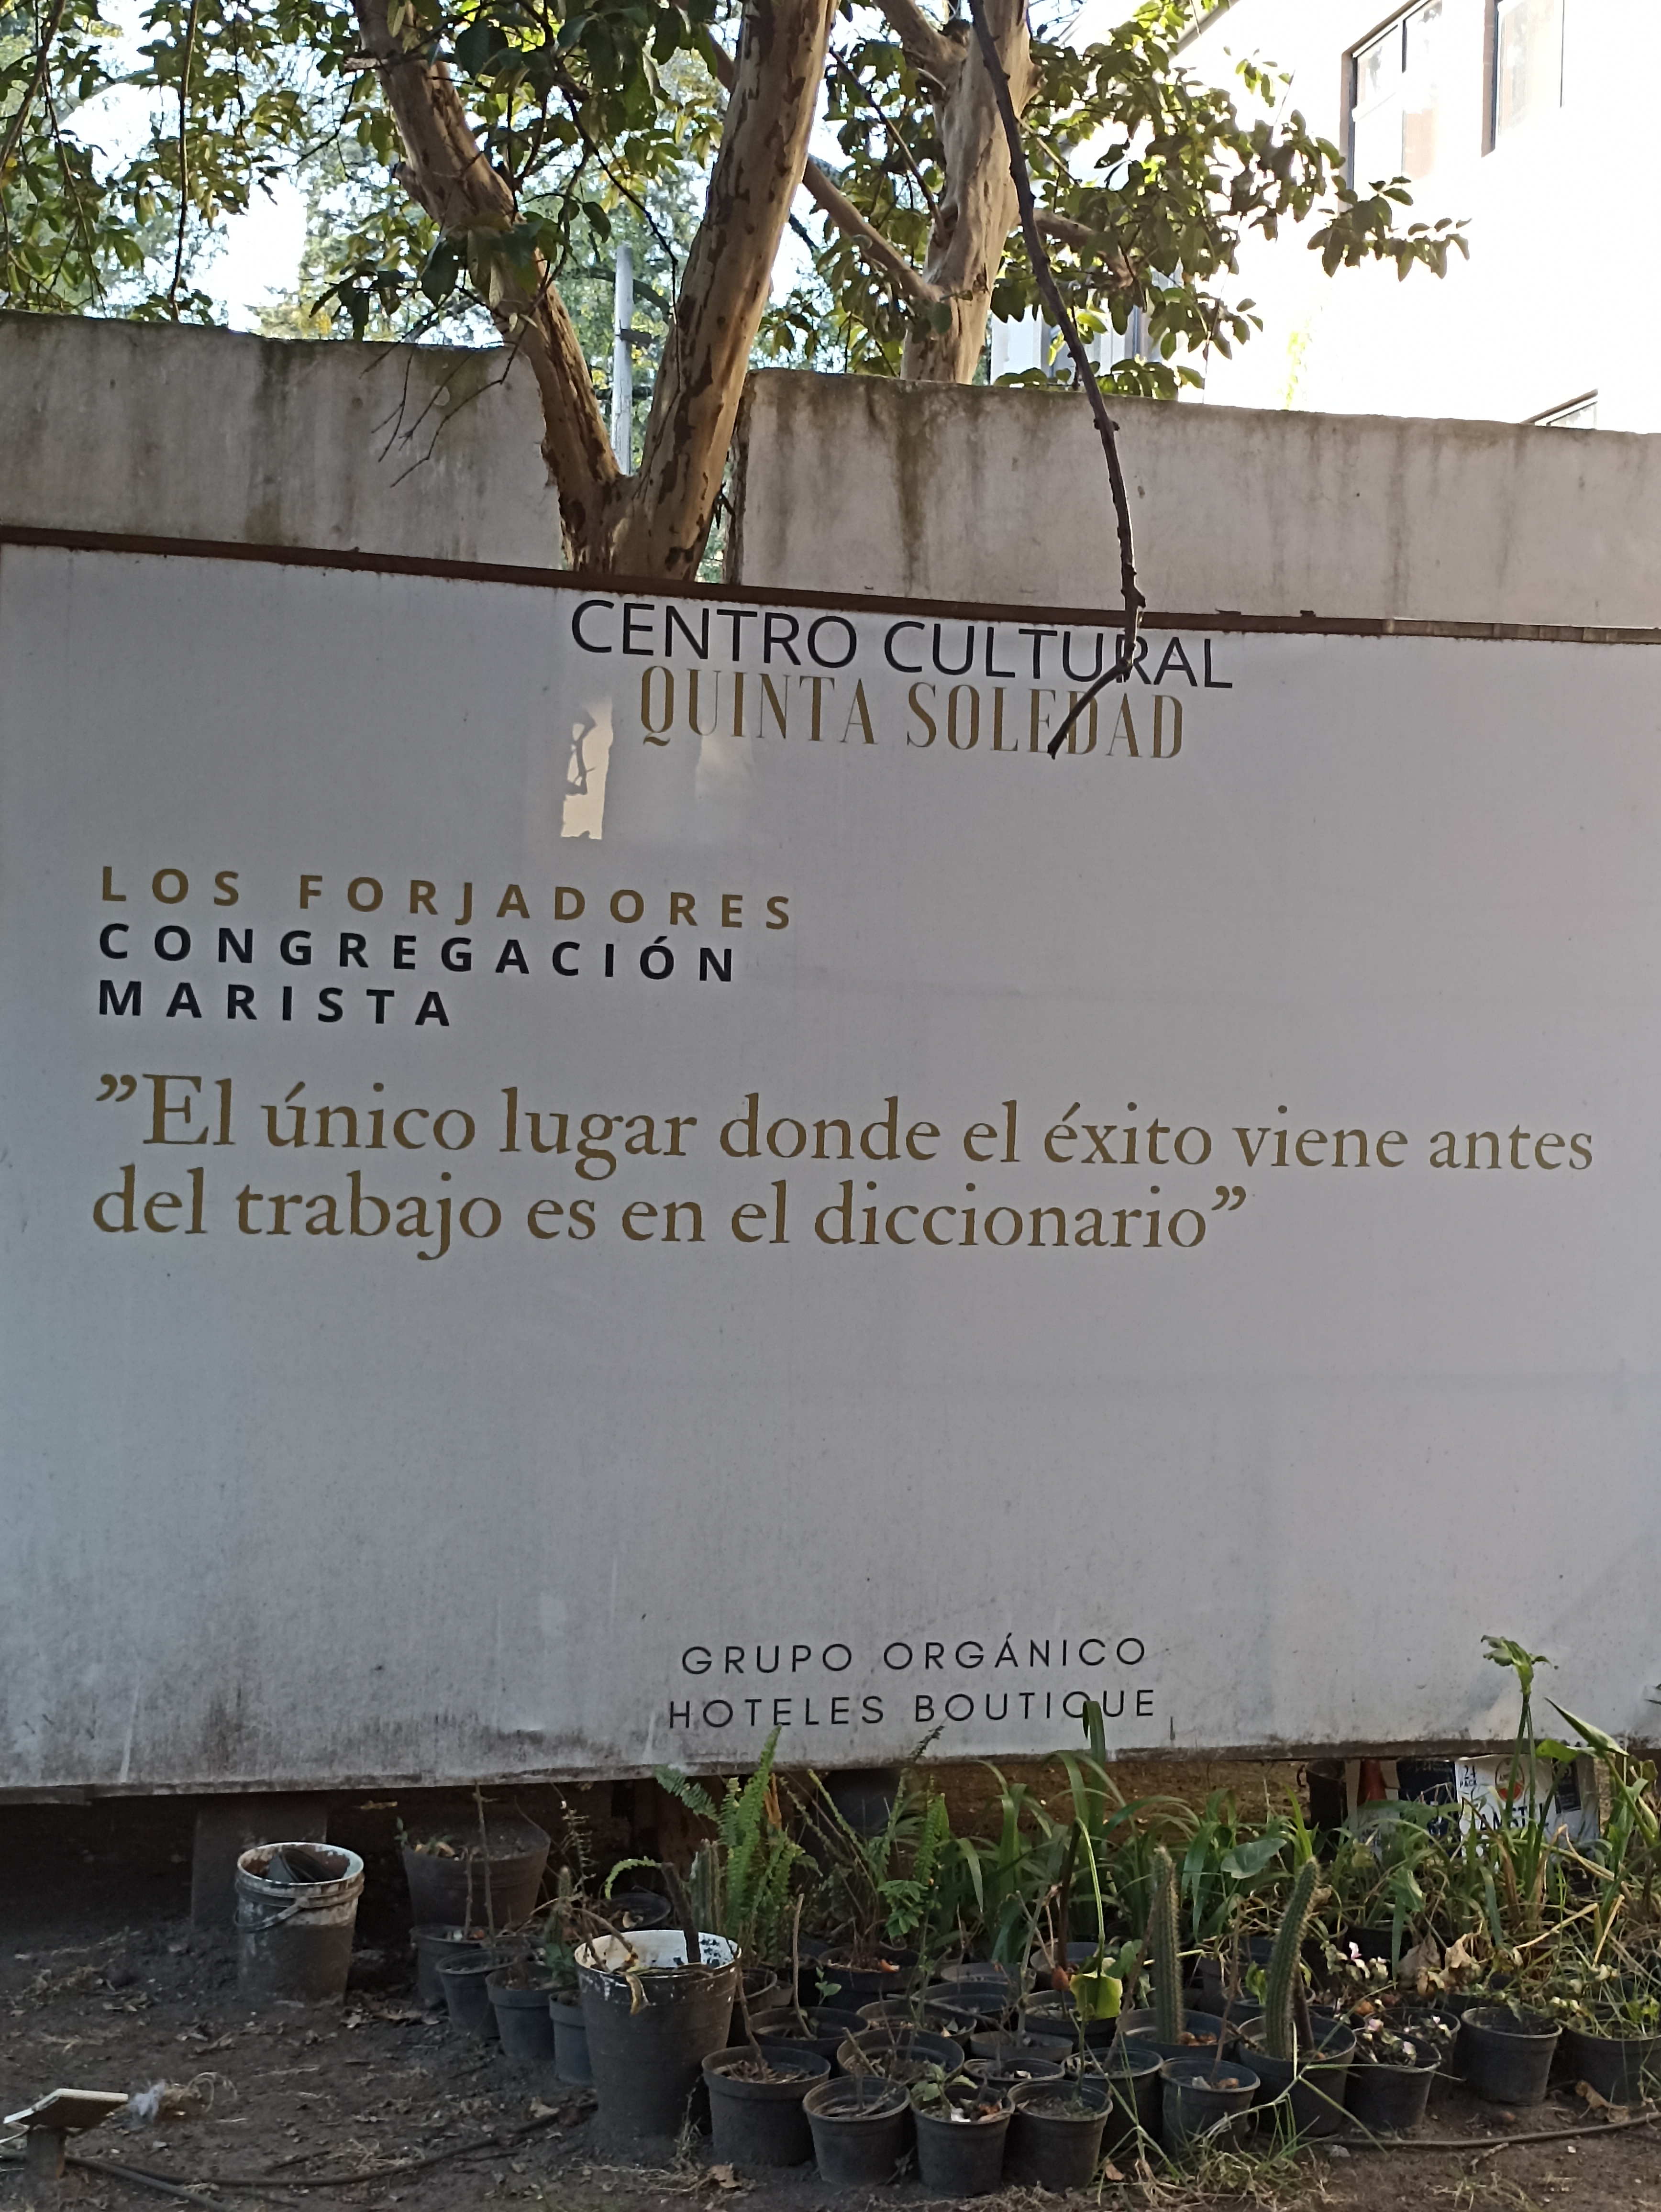 CENTRO CULTURAL
QUINTA SOLEDAD
LOS FORJADORES
CONGREGACIÓN
MARISTA
”El único lugar donde el éxito viene antes
del trabajo es en el diccionario”
GRUPO ORGÁNICO
HOTELES BOUTIQUE
24